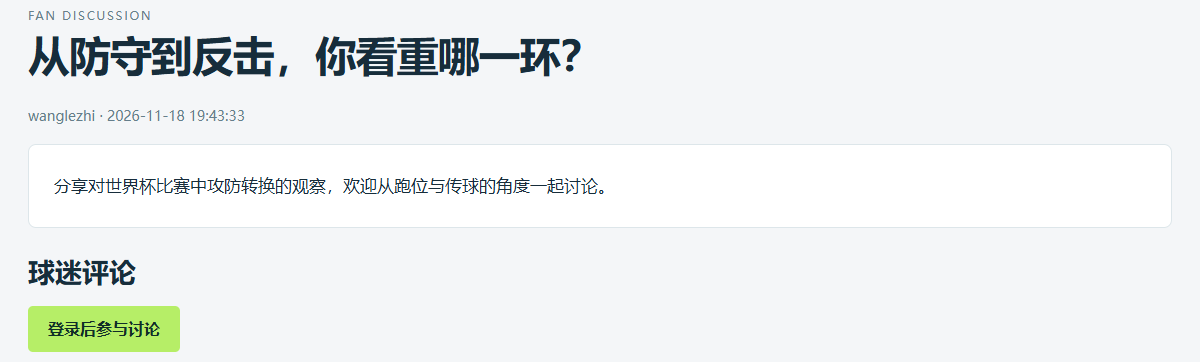 FAN DISCUSSION
从防守到反击，你看重哪一环？
wanglezhi · 2026-11-18 19:43:33
分享对世界杯比赛中攻防转换的观察，欢迎从跑位与传球的角度一起讨论。
球迷评论
登录后参与讨论